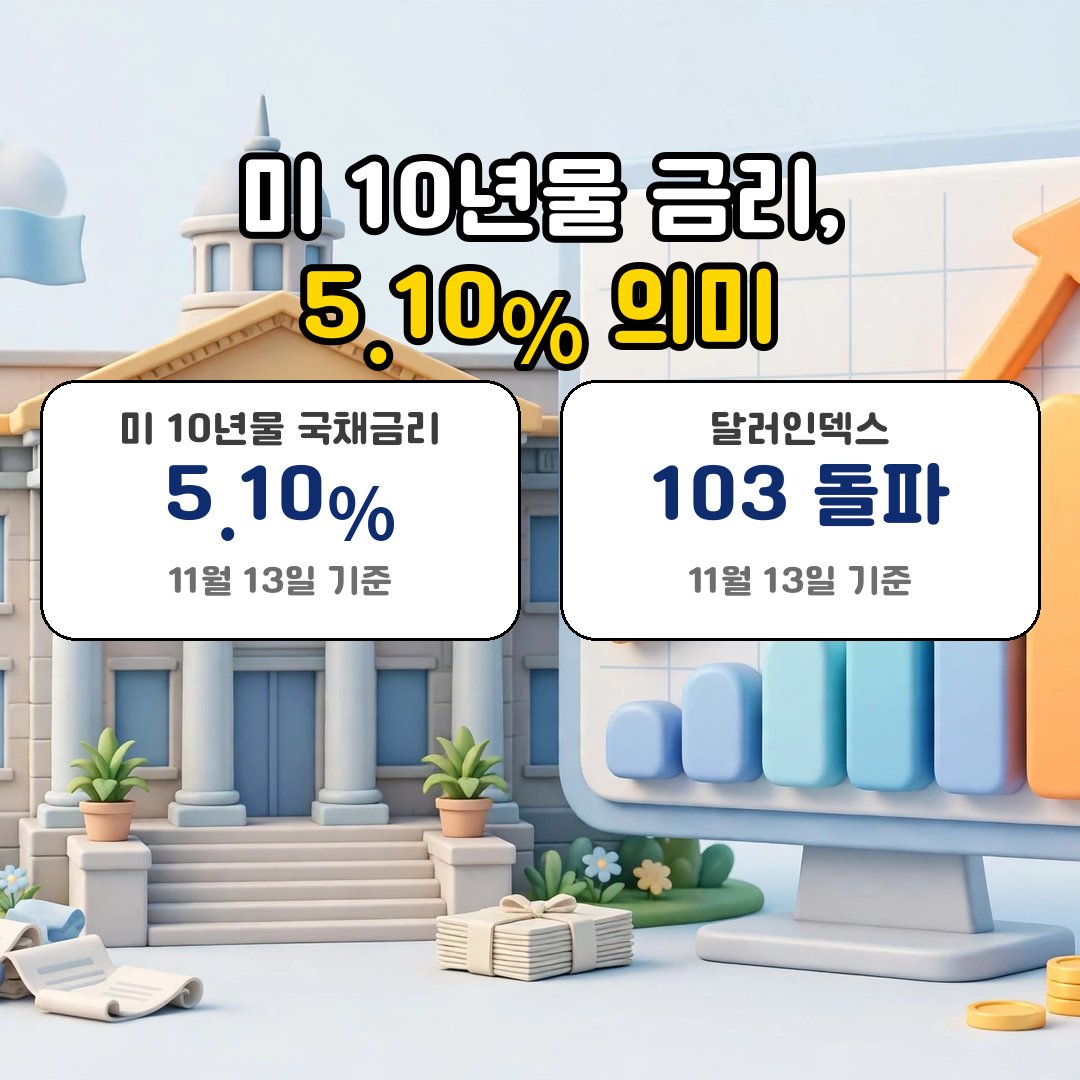 미 10년물 금리,
5.10% 의미
미 10년물 국채금리
5.10%
11월 13일 기준
달러인덱스
103 돌파
11월 13일 기준